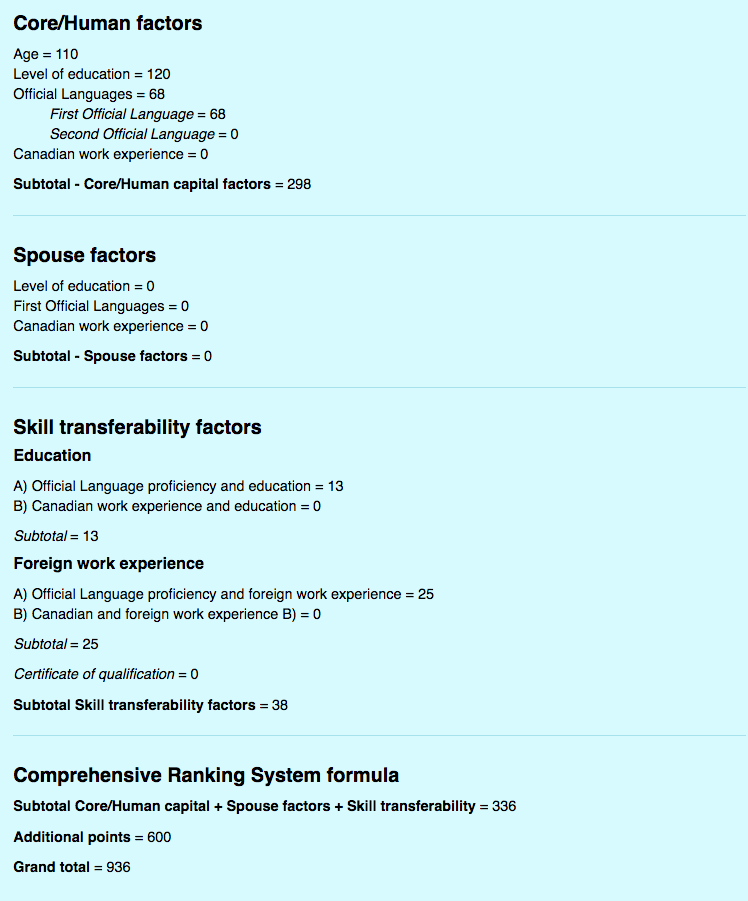 Core/Human factors
Age = 110
Level of education = 120
Official Languages = 68
First Official Language = 68
Second Official Language = 0
Canadian work experience = 0
Subtotal - Core/Human capital factors = 298
Spouse factors
Level of education = 0
First Official Languages = 0
Canadian work experience = 0
Subtotal - Spouse factors = 0
Skill transferability factors
Education
A) Official Language proficiency and education = 13
B) Canadian work experience and education = 0
Subtotal = 13
Foreign work experience
A) Official Language proficiency and foreign work experience = 25
B) Canadian and foreign work experience B) = 0
Subtotal = 25
Certificate of qualification = 0
Subtotal Skill transferability factors = 38
Comprehensive Ranking System formula
Subtotal Core/Human capital + Spouse factors + Skill transferability = 336
Additional points = 600
Grand total = 936